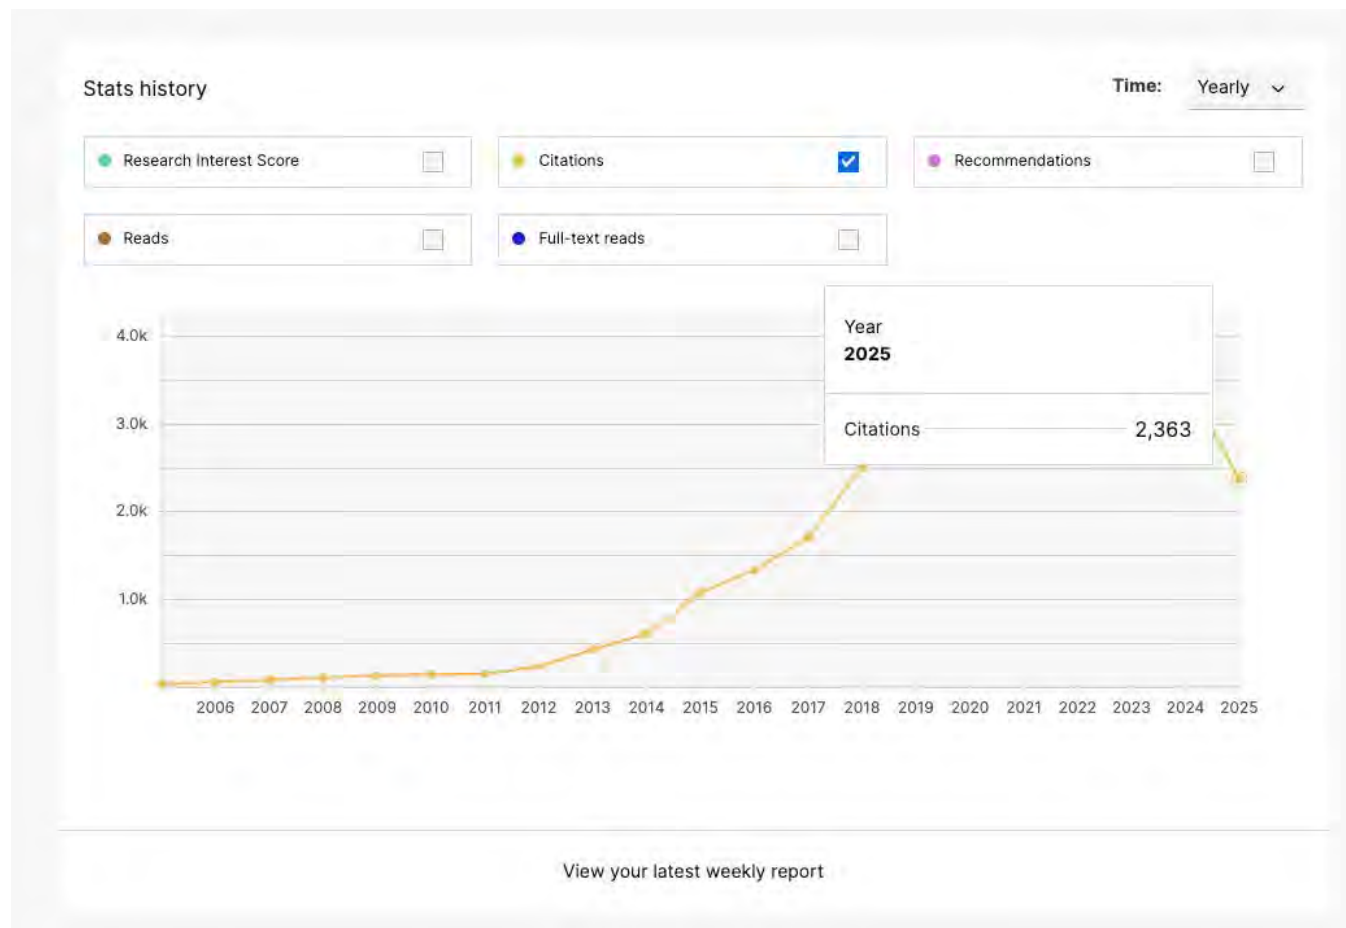 Stats history
Time: Yearly
Research Interest Score
Citations
Recommendations
Reads
Full-text reads
Year
2025
Citations 2,363
4.0k
3.0k
2.0k
1.0k
2006 2007 2008 2009 2010 2011 2012 2013 2014 2015 2016 2017 2018 2019 2020 2021 2022 2023 2024 2025
View your latest weekly report